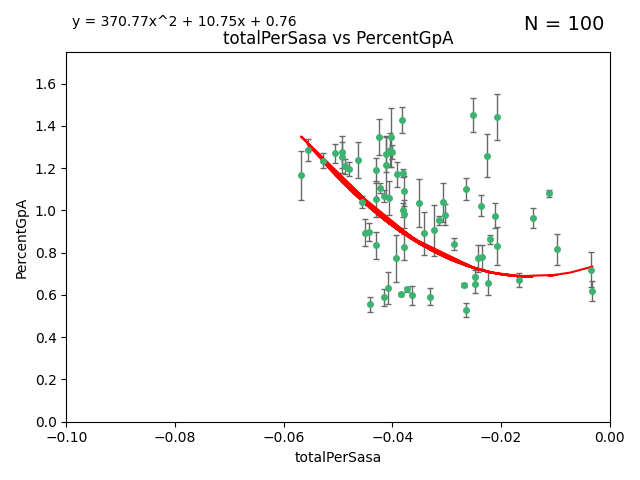 y = 370.77x^2 + 10.75x + 0.76
N = 100
totalPerSasa vs PercentGpA
1.6
1.4
1.2
1.0
0.8
0.6
0.4
0.2
0.0
PercentGpA
−0.10 −0.08 −0.06 −0.04 −0.02 0.00
totalPerSasa